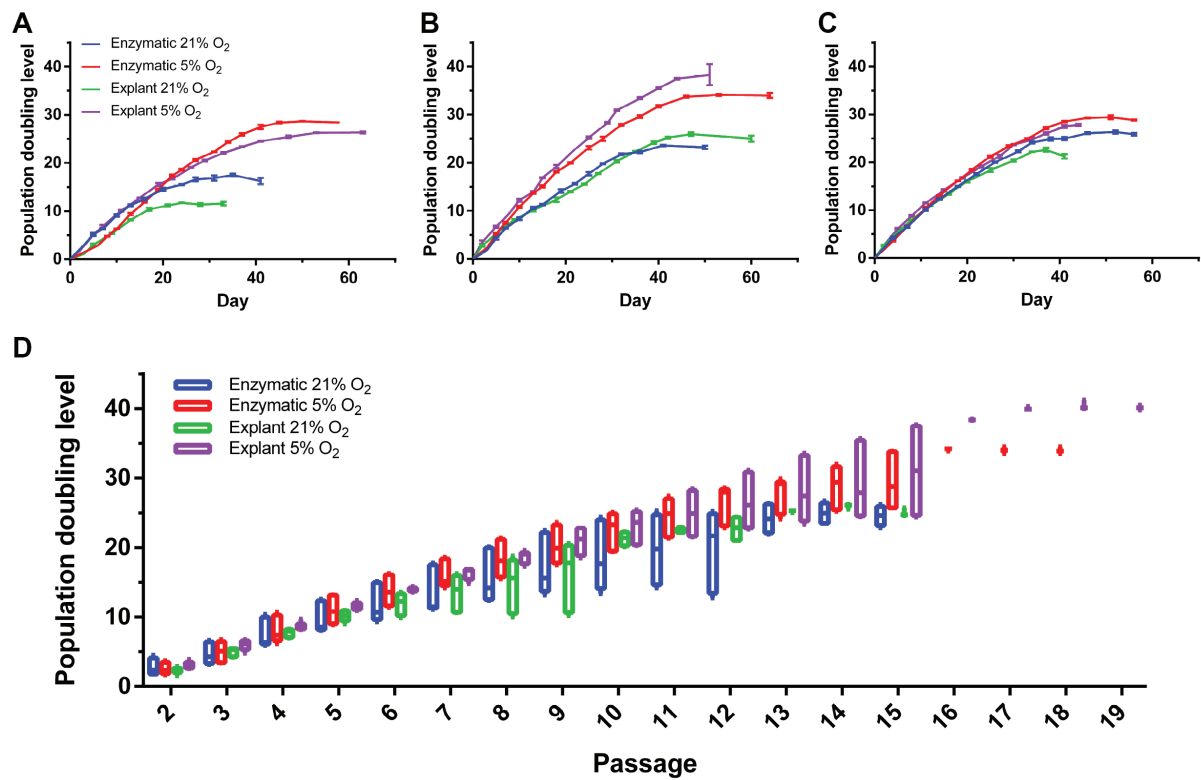 A
B
C
Population doubling level
40
30
20
10
0
0
20
40
60
Day
Enzymatic 21% O₂
Enzymatic 5% O₂
Explant 21% O₂
Explant 5% O₂
Population doubling level
40
30
20
10
0
0
20
40
60
Day
Population doubling level
40
30
20
10
0
0
20
40
60
Day
D
Population doubling level
40
30
20
10
0
Enzymatic 21% O₂
Enzymatic 5% O₂
Explant 21% O₂
Explant 5% O₂
2
3
4
5
6
7
8
9
10
11
12
13
14
15
16
17
18
19
Passage